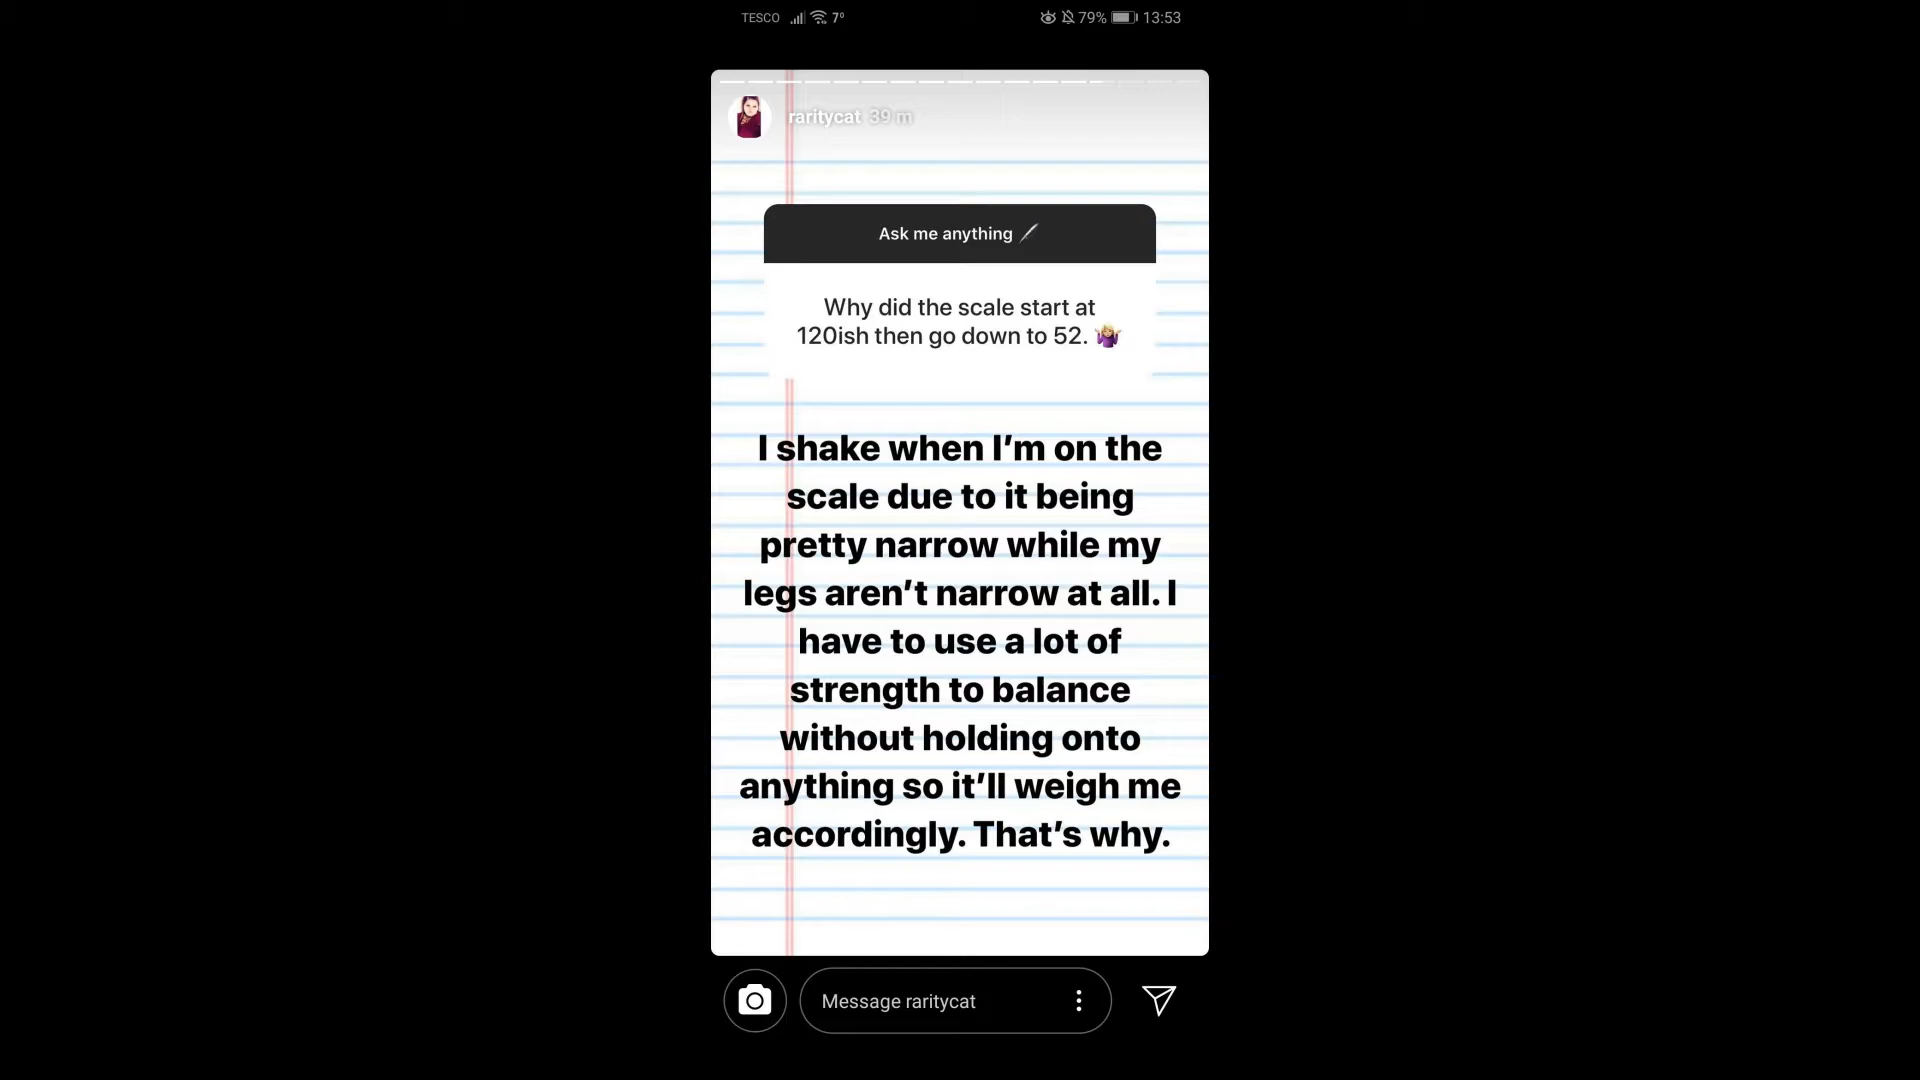 TESCO 7° 79% 13:53
raritycat 39 m
Ask me anything
Why did the scale start at
120ish then go down to 52. 🤷🏼‍♀️
I shake when I’m on the
scale due to it being
pretty narrow while my
legs aren’t narrow at all. I
have to use a lot of
strength to balance
without holding onto
anything so it’ll weigh me
accordingly. That’s why.
Message raritycat